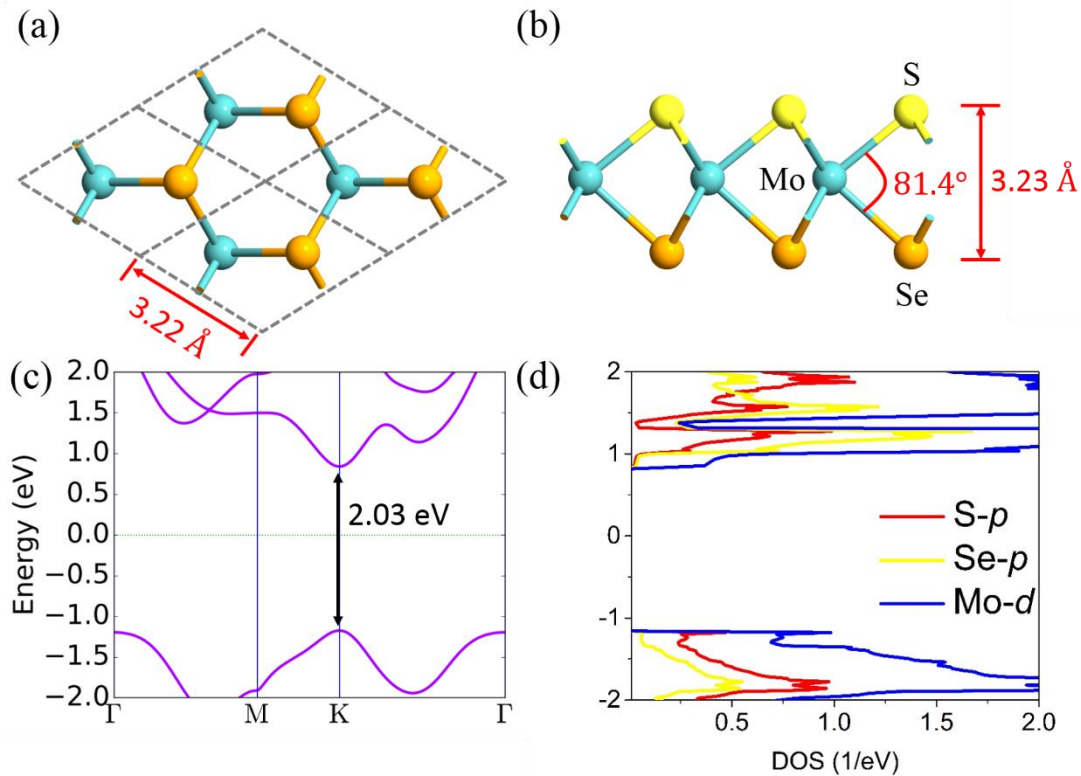 (a)
3.22 Å
(b)
S
Mo
81.4°
3.23 Å
Se
(c)
2.0
1.5
1.0
0.5
0.0
−0.5
−1.0
−1.5
−2.0
Energy (eV)
2.03 eV
Γ M K Γ
(d)
2
1
0
-1
-2
S-p
Se-p
Mo-d
0.5 1.0 1.5 2.0
DOS (1/eV)